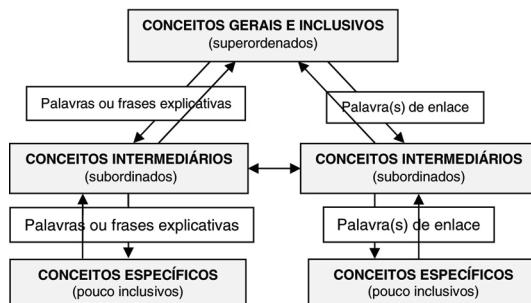 CONCEITOS GERAIS E INCLUSIVOS
(superordenados)
Palavras ou frases explicativas
Palavra(s) de enlace
CONCEITOS INTERMEDIÁRIOS
(subordinados)
CONCEITOS INTERMEDIÁRIOS
(subordinados)
Palavras ou frases explicativas
Palavra(s) de enlace
CONCEITOS ESPECÍFICOS
(pouco inclusivos)
CONCEITOS ESPECÍFICOS
(pouco inclusivos)